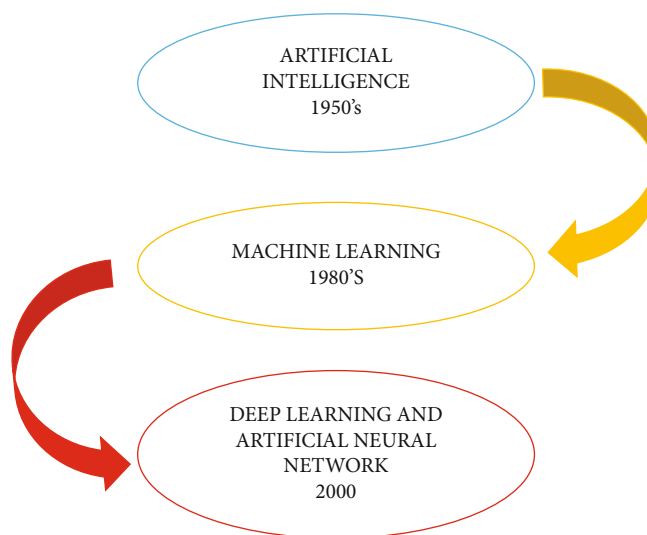 ARTIFICIAL
INTELLIGENCE
1950's
MACHINE LEARNING
1980'S
DEEP LEARNING AND
ARTIFICIAL NEURAL
NETWORK
2000